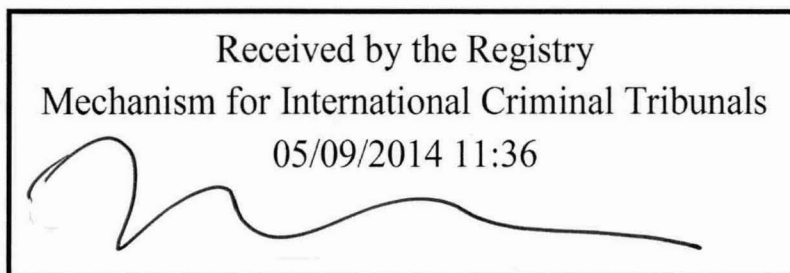 Received by the Registry
Mechanism for International Criminal Tribunals
05/09/2014 11:36